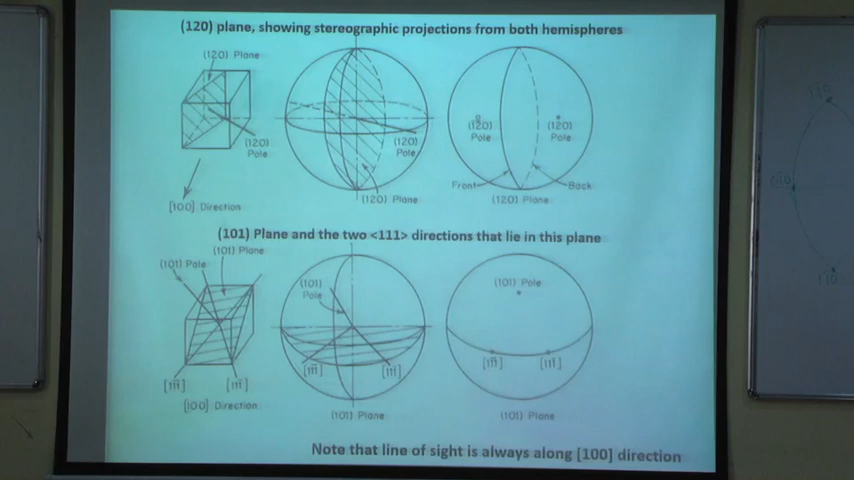 (120) plane, showing stereographic projections from both hemispheres
(120) Plane
(120)
Pole
[100] Direction
(120)
Pole
(120) Plane
(1̄2̄0)
Pole
(120)
Pole
Front
Back
(120) Plane
(101) Plane and the two <111> directions that lie in this plane
(101) Plane
(101) Pole
[11̄1̄]
[111̄]
[100] Direction
(101)
Pole
[11̄1̄]
[111̄]
(101) Plane
(101) Pole
[11̄1̄]
[111̄]
(101) Plane
Note that line of sight is always along [100] direction